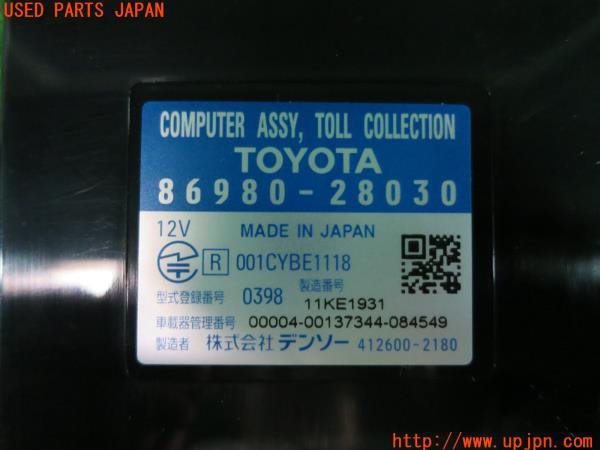 USED PARTS JAPAN
COMPUTER ASSY, TOLL COLLECTION
TOYOTA
86980-28030
12V MADE IN JAPAN
R 001CYBE1118
型式登録番号 0398 製造番号 11KE1931
車載器管理番号 00004-00137344-084549
製造者 株式会社 デンソー 412600-2180
http://www.upjpn.com/